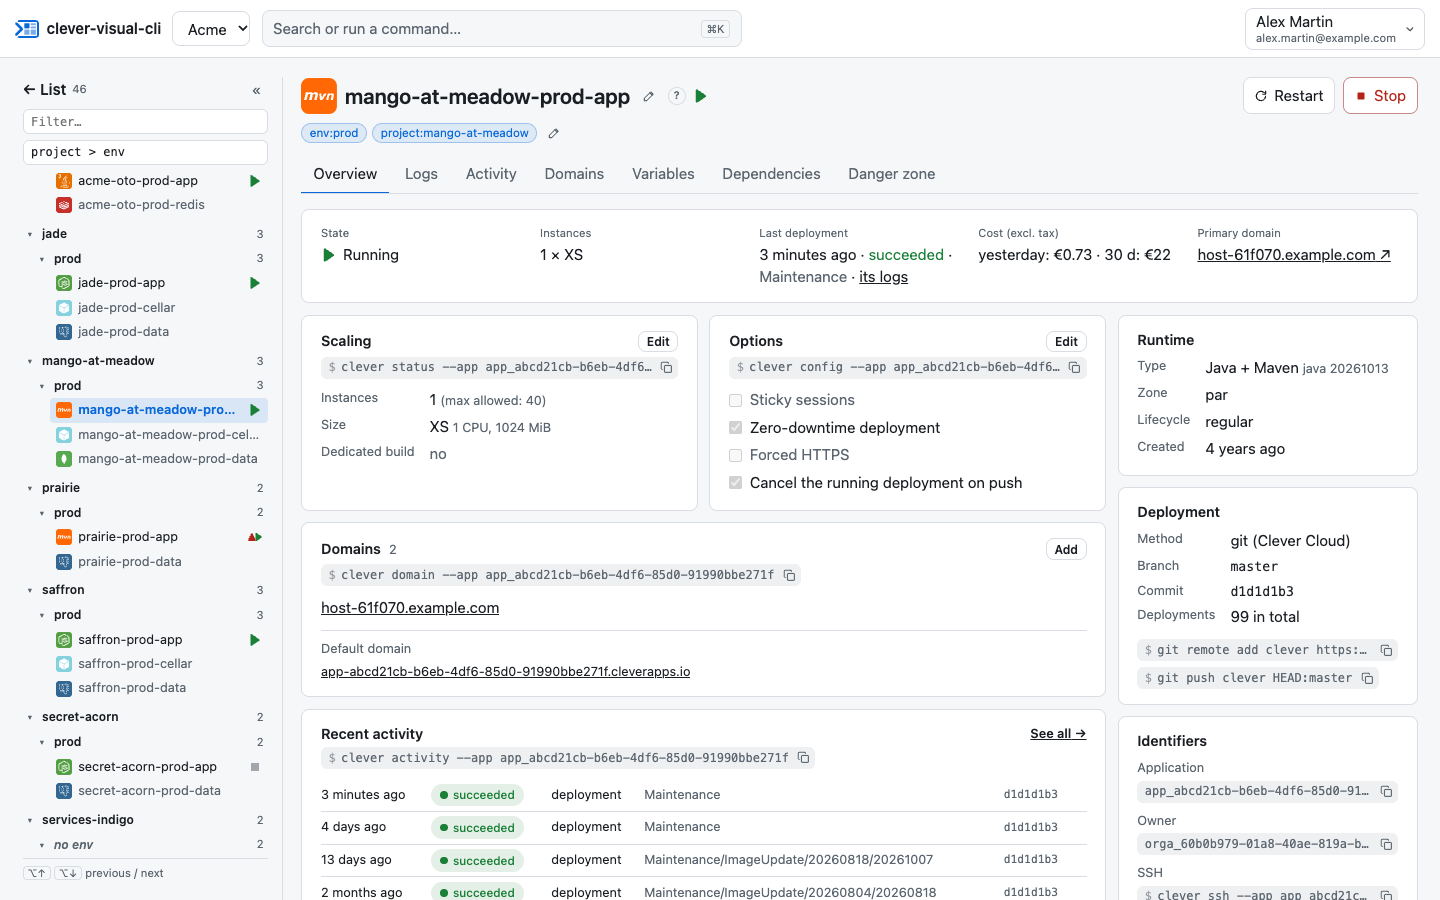 clever-visual-cli
Acme
Search or run a command...
⌘K
Alex Martin
alex.martin@example.com
← List 46
«
Filter…
project > env
acme-oto-prod-app
acme-oto-prod-redis
jade 3
prod 3
jade-prod-app
jade-prod-cellar
jade-prod-data
mango-at-meadow 3
prod 3
mango-at-meadow-pro...
mango-at-meadow-prod-cel...
mango-at-meadow-prod-data
prairie 2
prod 2
prairie-prod-app
prairie-prod-data
saffron 3
prod 3
saffron-prod-app
saffron-prod-cellar
saffron-prod-data
secret-acorn 2
prod 2
secret-acorn-prod-app
secret-acorn-prod-data
services-indigo 2
no env 2
⌥↑ ⌥↓ previous / next
mvn
mango-at-meadow-prod-app
?
Restart
Stop
env:prod
project:mango-at-meadow
Overview Logs Activity Domains Variables Dependencies Danger zone
State
Running
Instances
1 × XS
Last deployment
3 minutes ago · succeeded ·
Maintenance · its logs
Cost (excl. tax)
yesterday: €0.73 · 30 d: €22
Primary domain
host-61f070.example.com ↗
Scaling
Edit
$ clever status --app app_abcd21cb-b6eb-4df6…
Instances 1 (max allowed: 40)
Size XS 1 CPU, 1024 MiB
Dedicated build no
Options
Edit
$ clever config --app app_abcd21cb-b6eb-4df6…
Sticky sessions
Zero-downtime deployment
Forced HTTPS
Cancel the running deployment on push
Domains 2
Add
$ clever domain --app app_abcd21cb-b6eb-4df6-85d0-91990bbe271f
host-61f070.example.com
Default domain
app-abcd21cb-b6eb-4df6-85d0-91990bbe271f.cleverapps.io
Recent activity
See all →
$ clever activity --app app_abcd21cb-b6eb-4df6-85d0-91990bbe271f
3 minutes ago succeeded deployment Maintenance d1d1d1b3
4 days ago succeeded deployment Maintenance d1d1d1b3
13 days ago succeeded deployment Maintenance/ImageUpdate/20260818/20261007 d1d1d1b3
2 months ago succeeded deployment Maintenance/ImageUpdate/20260804/20260818 d1d1d1b3
Runtime
Type Java + Maven java 20261013
Zone par
Lifecycle regular
Created 4 years ago
Deployment
Method git (Clever Cloud)
Branch master
Commit d1d1d1b3
Deployments 99 in total
$ git remote add clever https:…
$ git push clever HEAD:master
Identifiers
Application
app_abcd21cb-b6eb-4df6-85d0-91…
Owner
orga_60b0b979-01a8-40ae-819a-b…
SSH
$ clever ssh --app app_abcd21c…